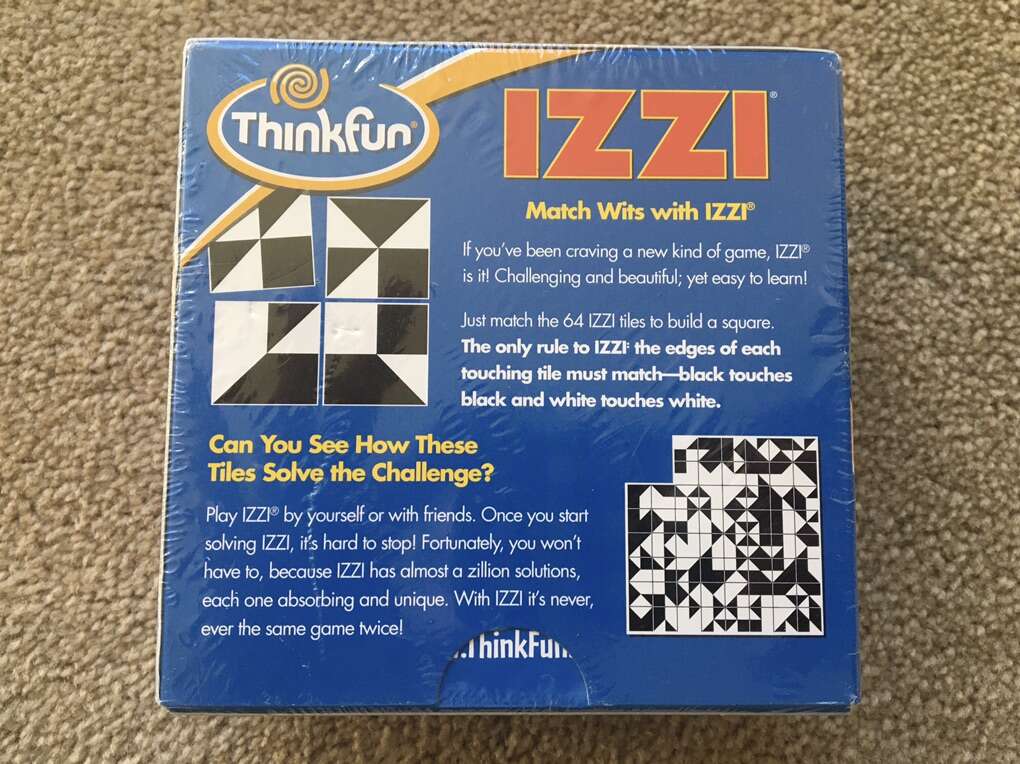 ThinkFun®
IZZI®
Match Wits with IZZI®
If you've been craving a new kind of game, IZZI®
is it! Challenging and beautiful; yet easy to learn!
Just match the 64 IZZI tiles to build a square.
The only rule to IZZI: the edges of each
touching tile must match—black touches
black and white touches white.
Can You See How These
Tiles Solve the Challenge?
Play IZZI® by yourself or with friends. Once you start
solving IZZI, it's hard to stop! Fortunately, you won't
have to, because IZZI has almost a zillion solutions,
each one absorbing and unique. With IZZI it's never,
ever the same game twice!
.ThinkFun.